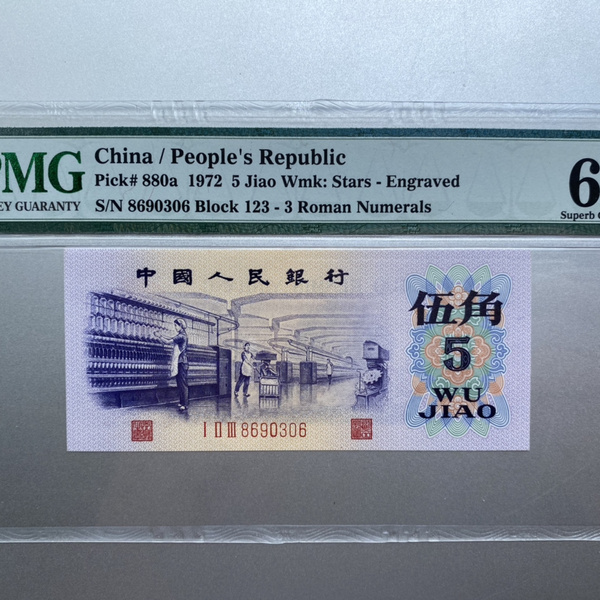 PMG
China / People's Republic
Pick# 880a 1972 5 Jiao Wmk: Stars - Engraved
EY GUARANTY
S/N 8690306 Block 123 - 3 Roman Numerals
6
Superb
中國人民銀行
伍角
5
WU
JIAO
I II III 8690306